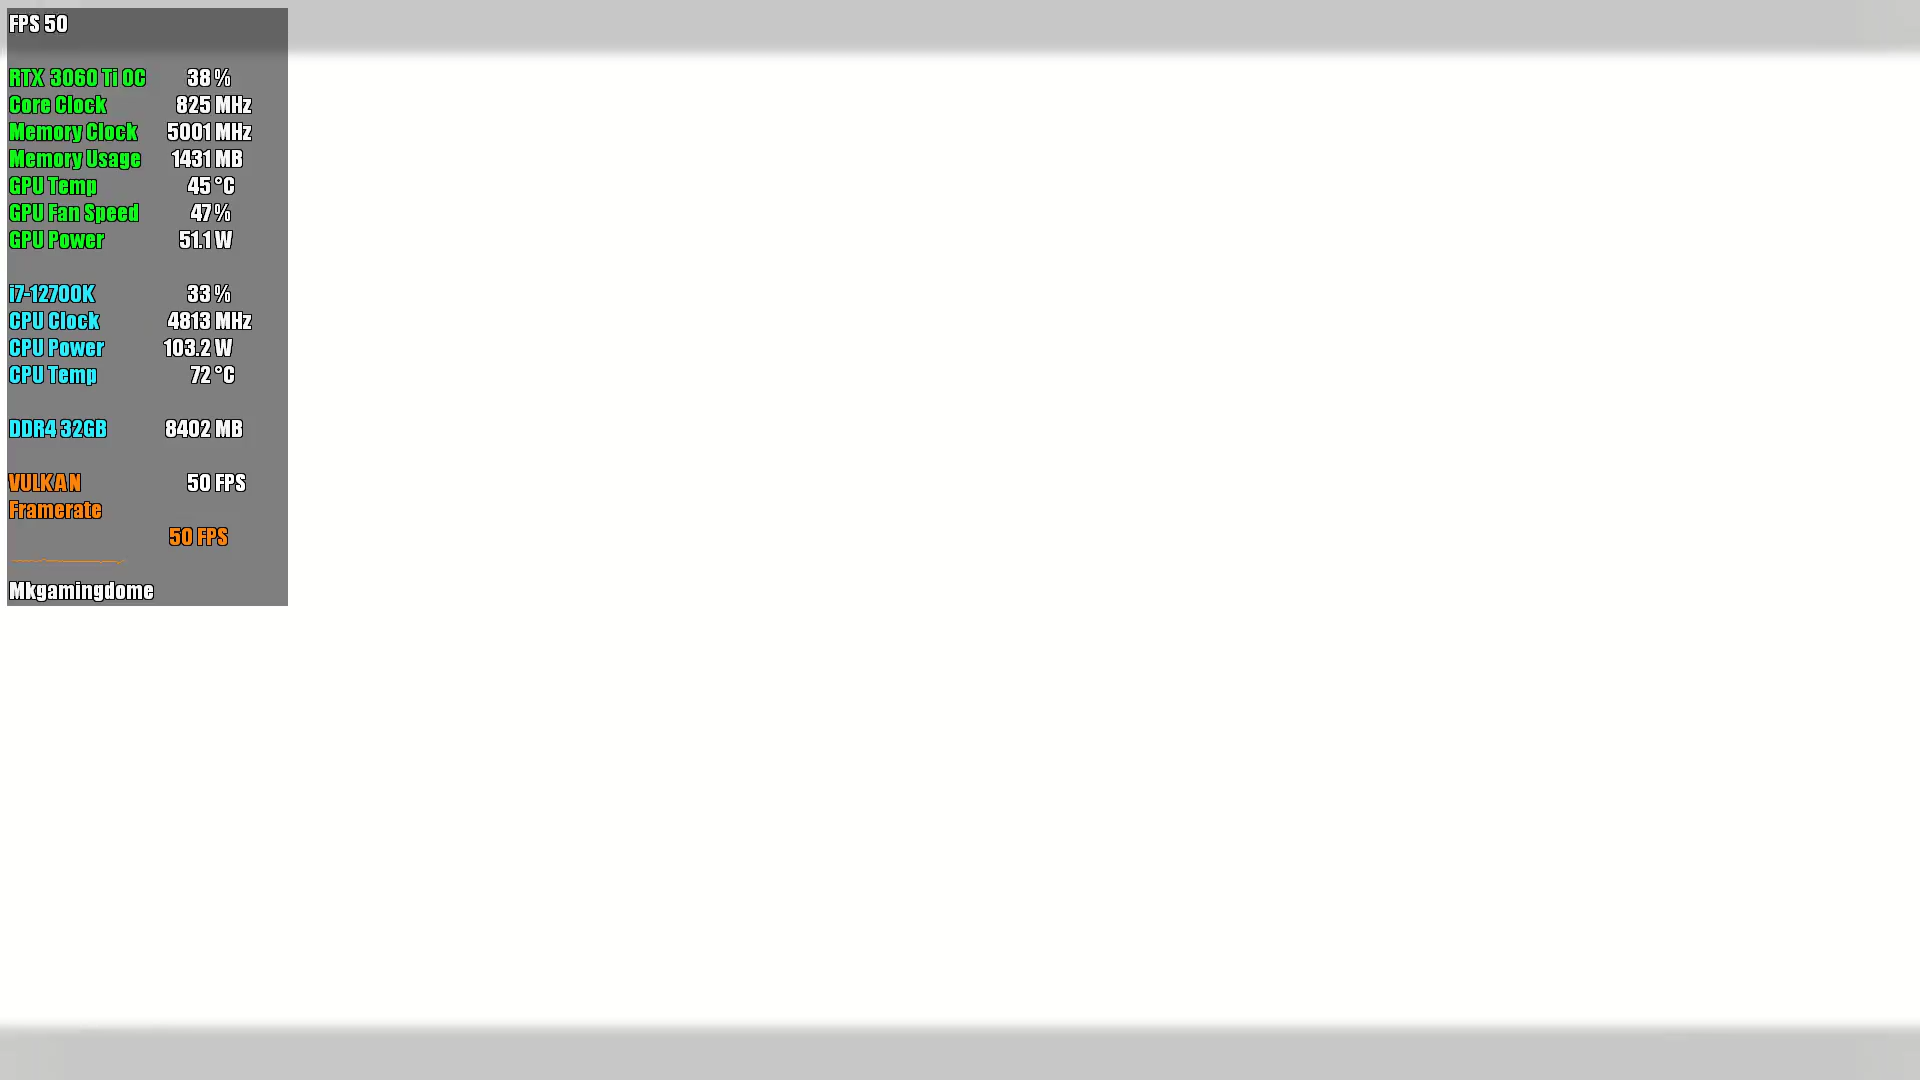 FPS 50
RTX 3060 Ti OC 38 %
Core Clock 825 MHz
Memory Clock 5001 MHz
Memory Usage 1431 MB
GPU Temp 45 °C
GPU Fan Speed 47 %
GPU Power 51.1 W
i7-12700K 33 %
CPU Clock 4813 MHz
CPU Power 103.2 W
CPU Temp 72 °C
DDR4 32GB 8402 MB
VULKAN 50 FPS
Framerate
50 FPS
Mkgamingdome